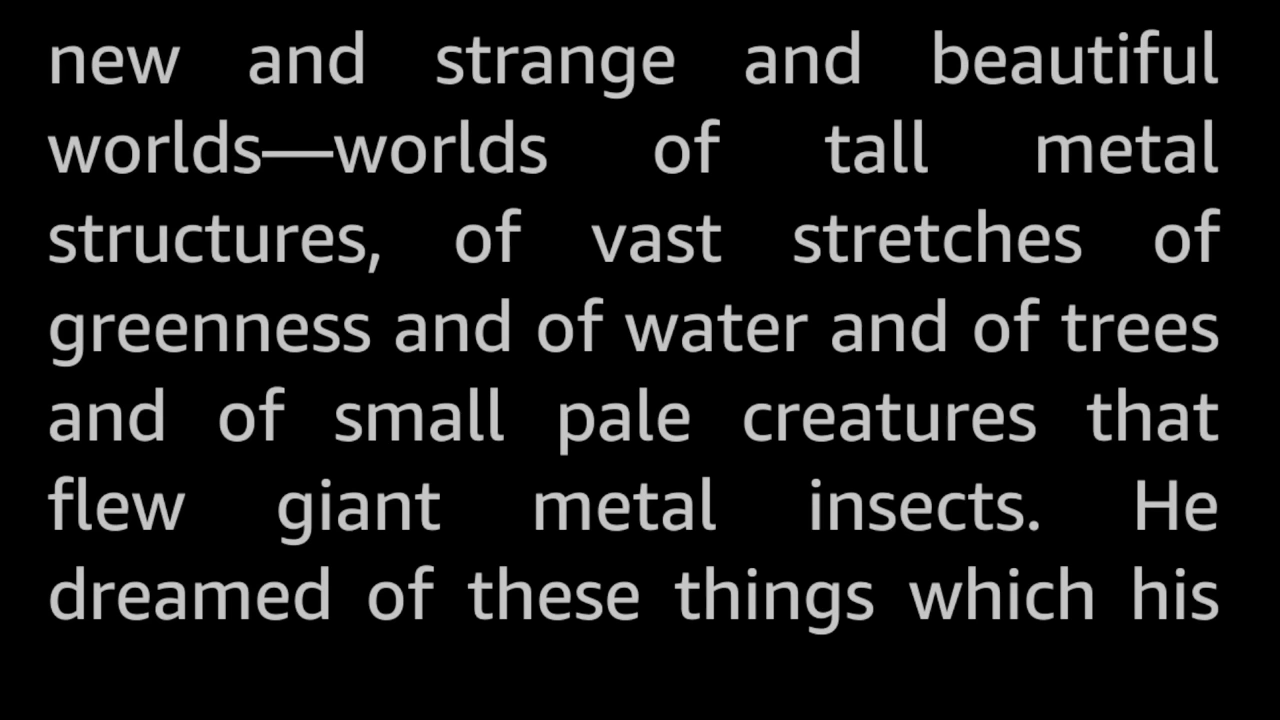 new and strange and beautiful
worlds—worlds of tall metal
structures, of vast stretches of
greenness and of water and of trees
and of small pale creatures that
flew giant metal insects. He
dreamed of these things which his